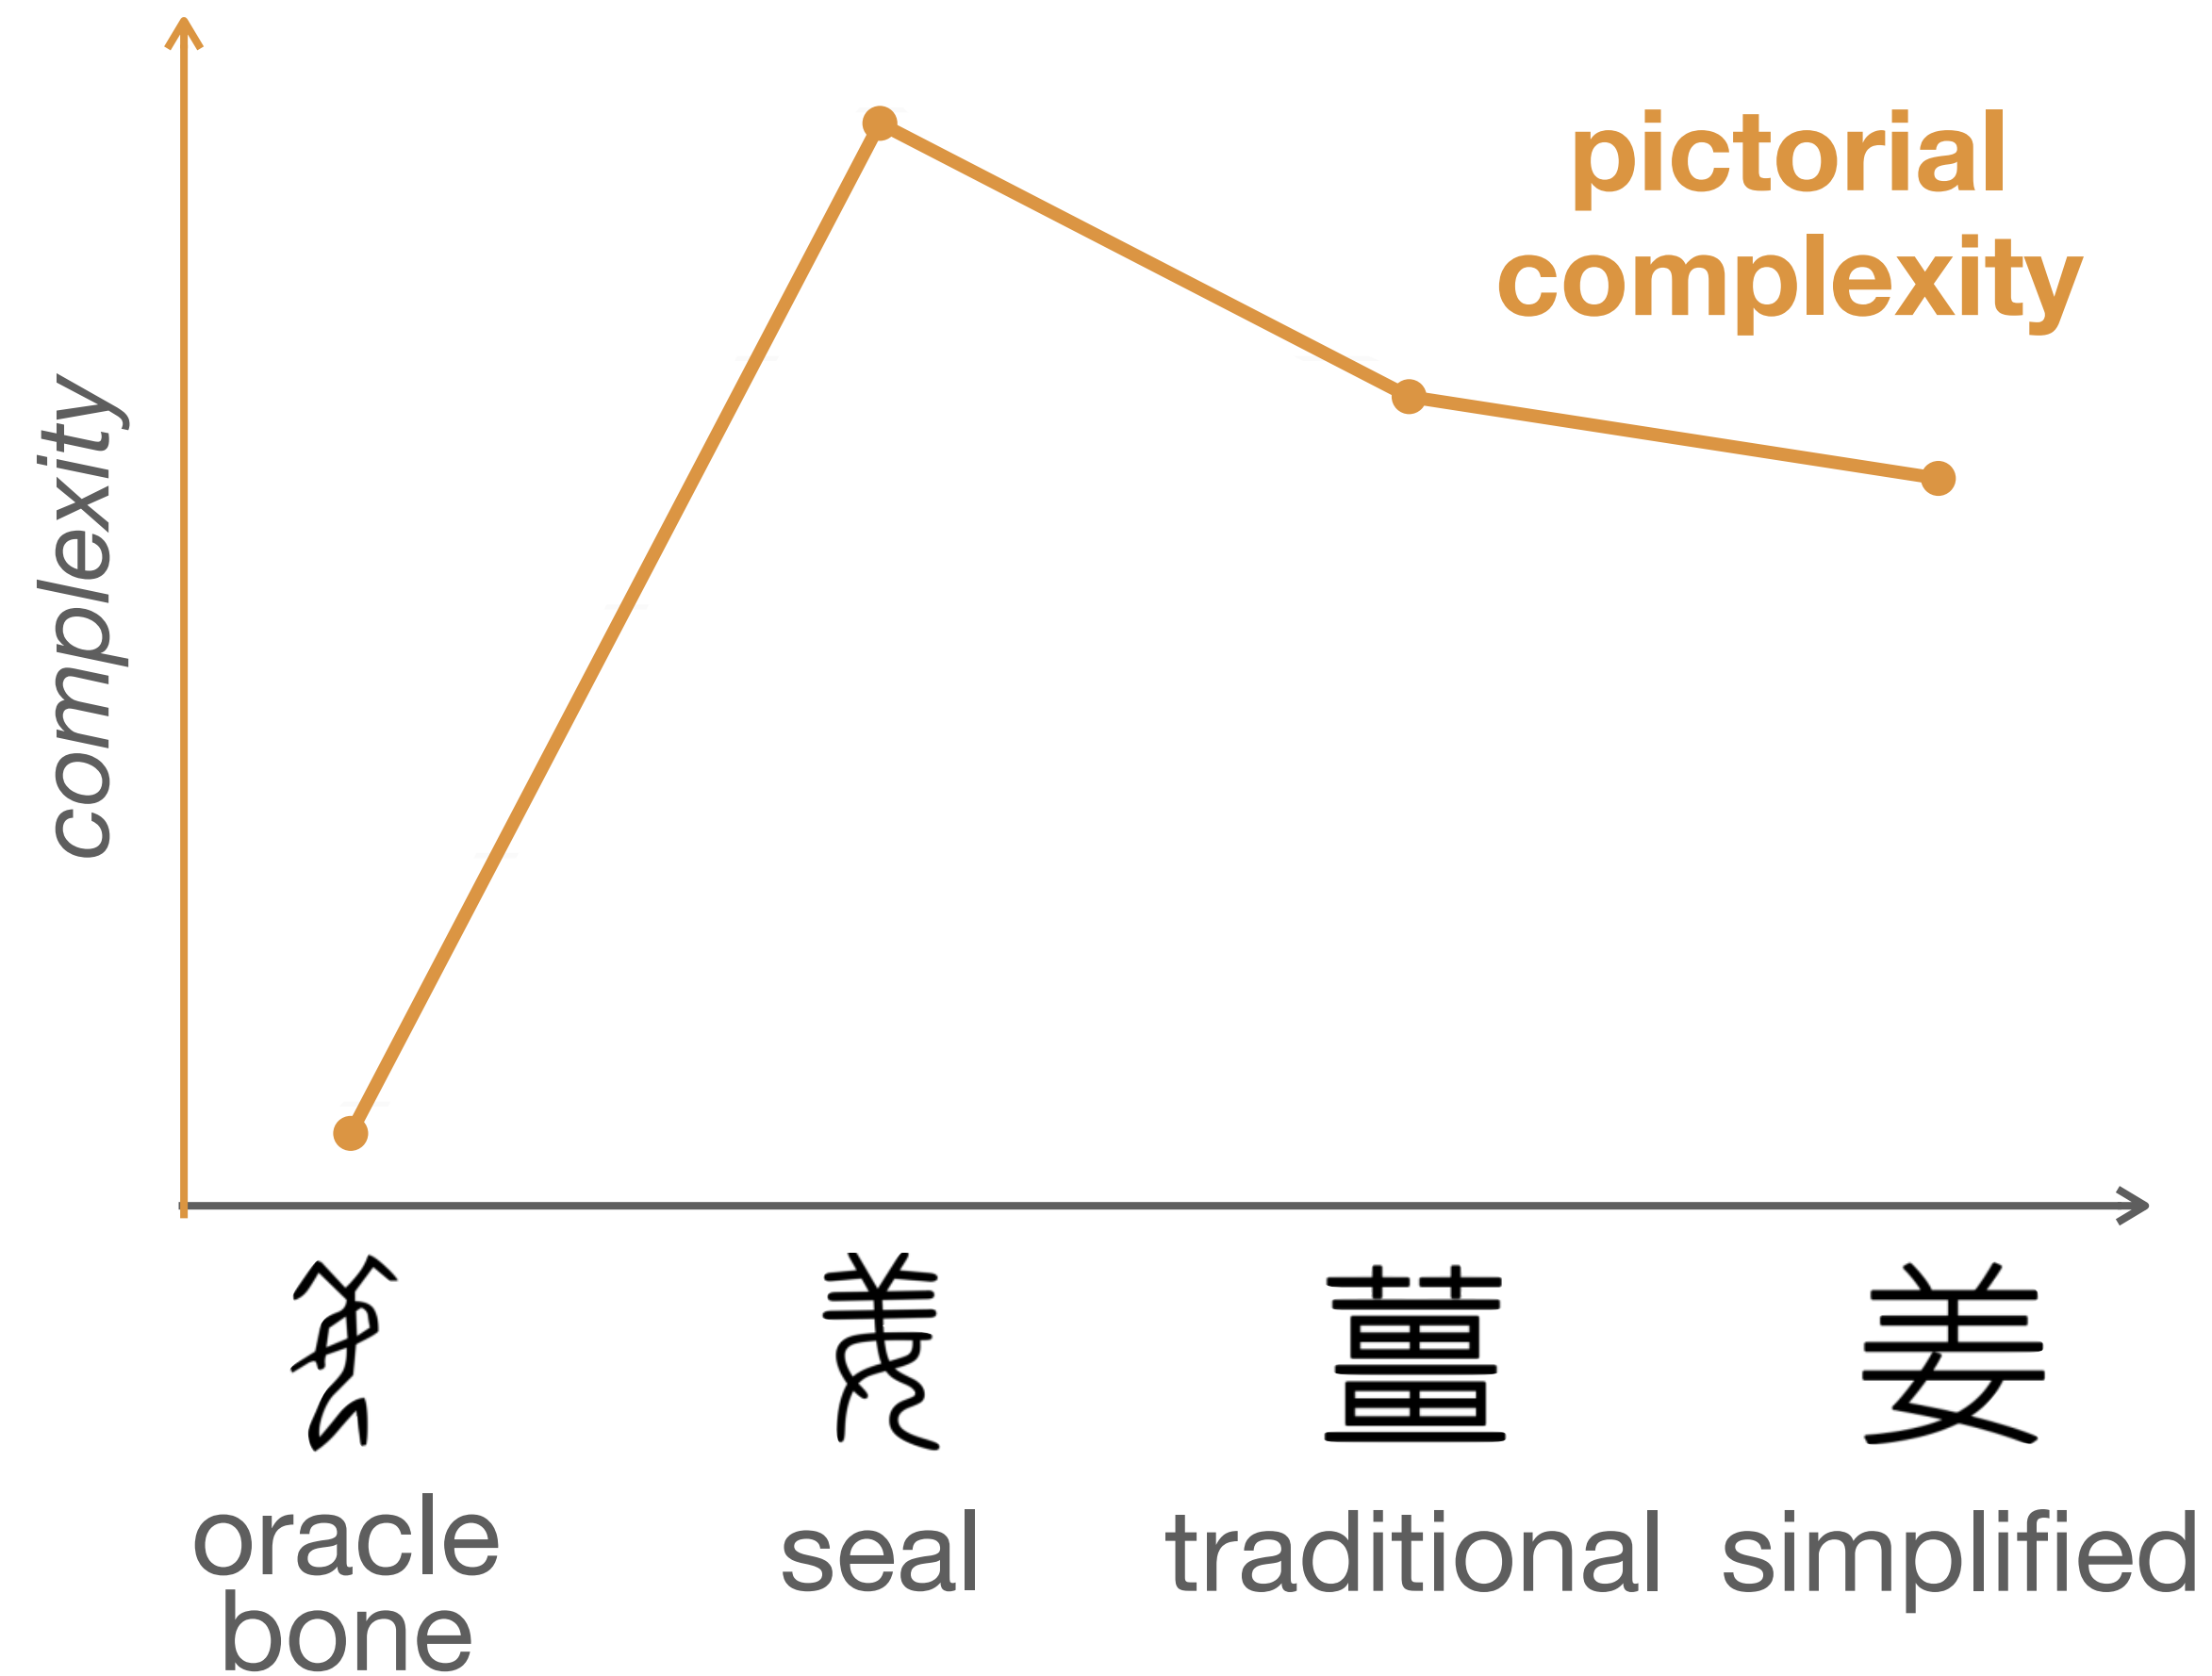 complexity
pictorial
complexity
薑 姜
oracle
bone
seal
traditional
simplified